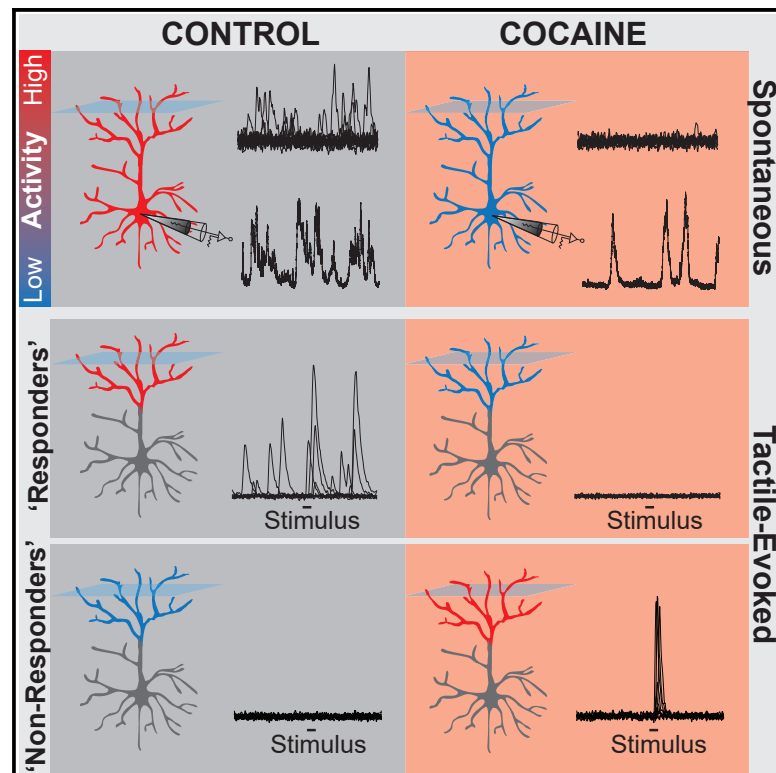 CONTROL
COCAINE
High
Activity
Low
Spontaneous
'Responders'
Stimulus
Stimulus
Tactile-Evoked
'Non-Responders'
Stimulus
Stimulus